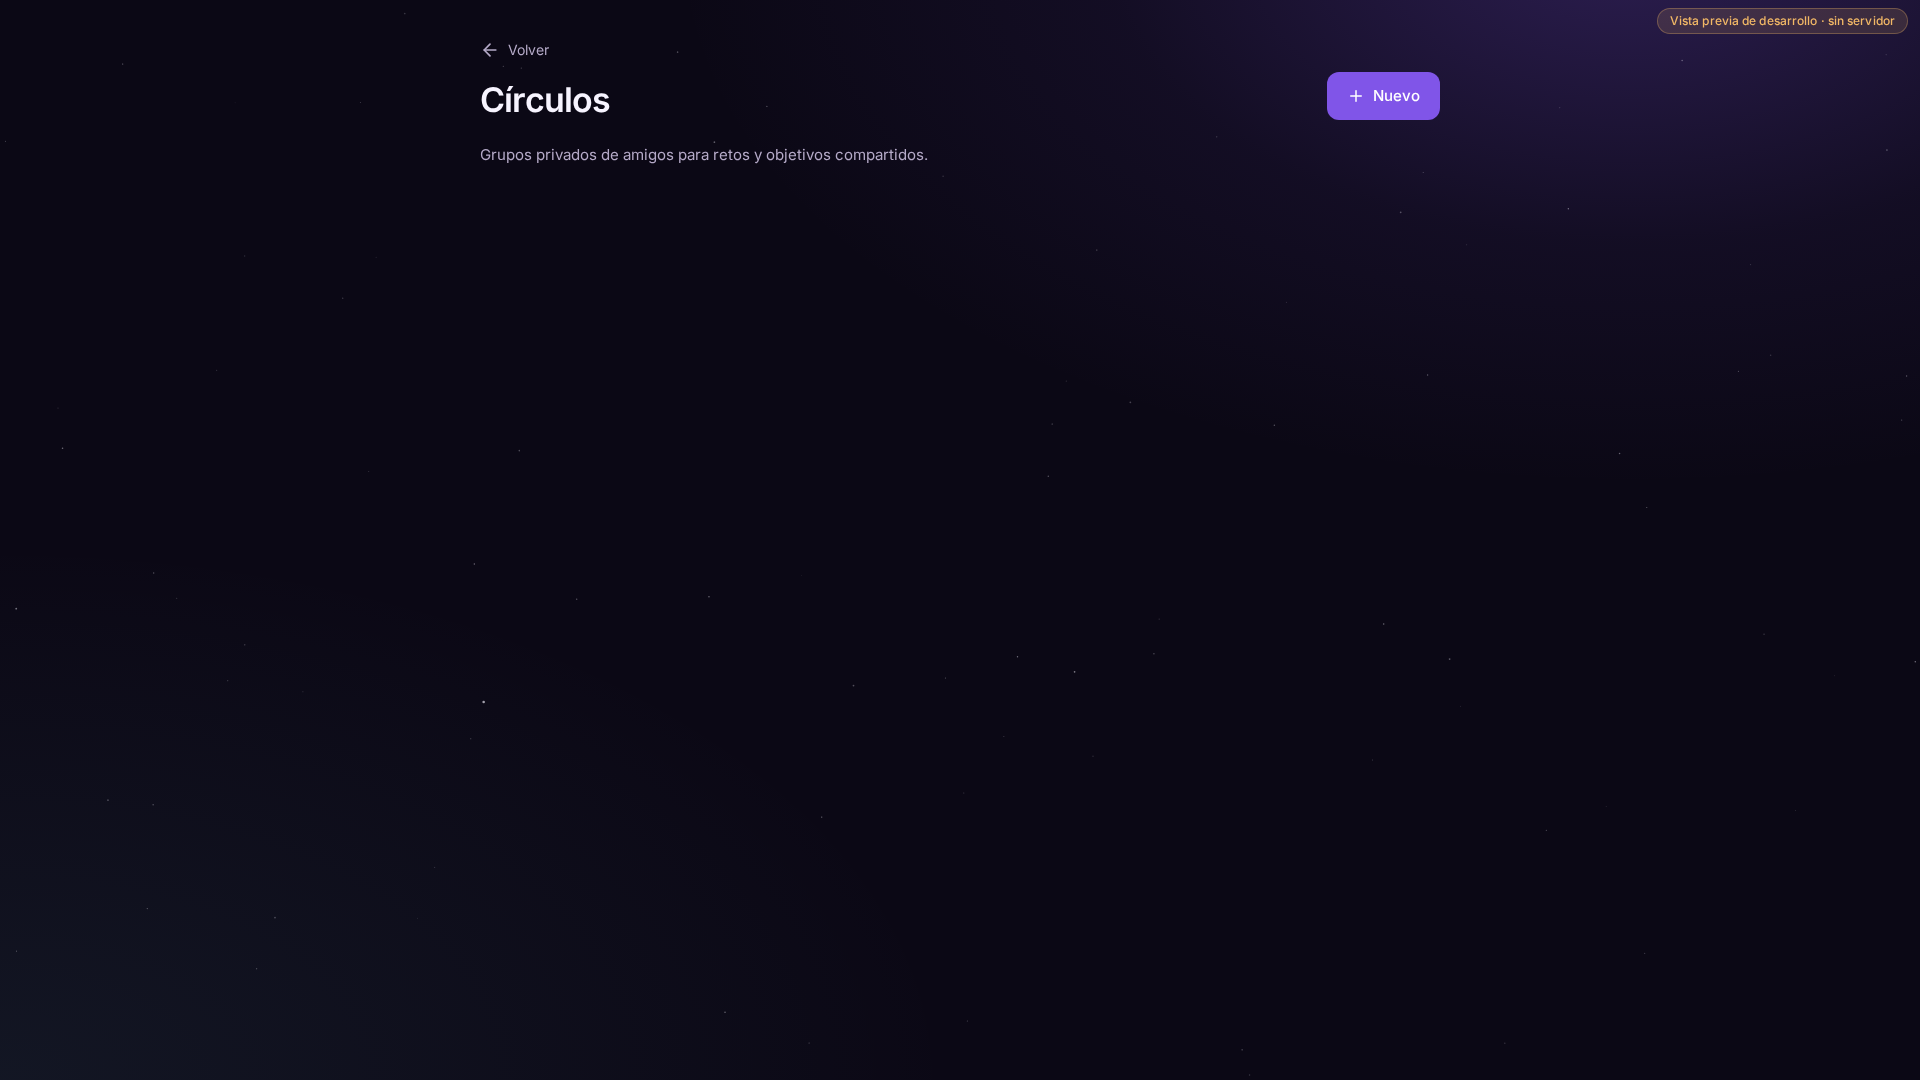 Vista previa de desarrollo · sin servidor
Volver
Círculos
Nuevo
Grupos privados de amigos para retos y objetivos compartidos.